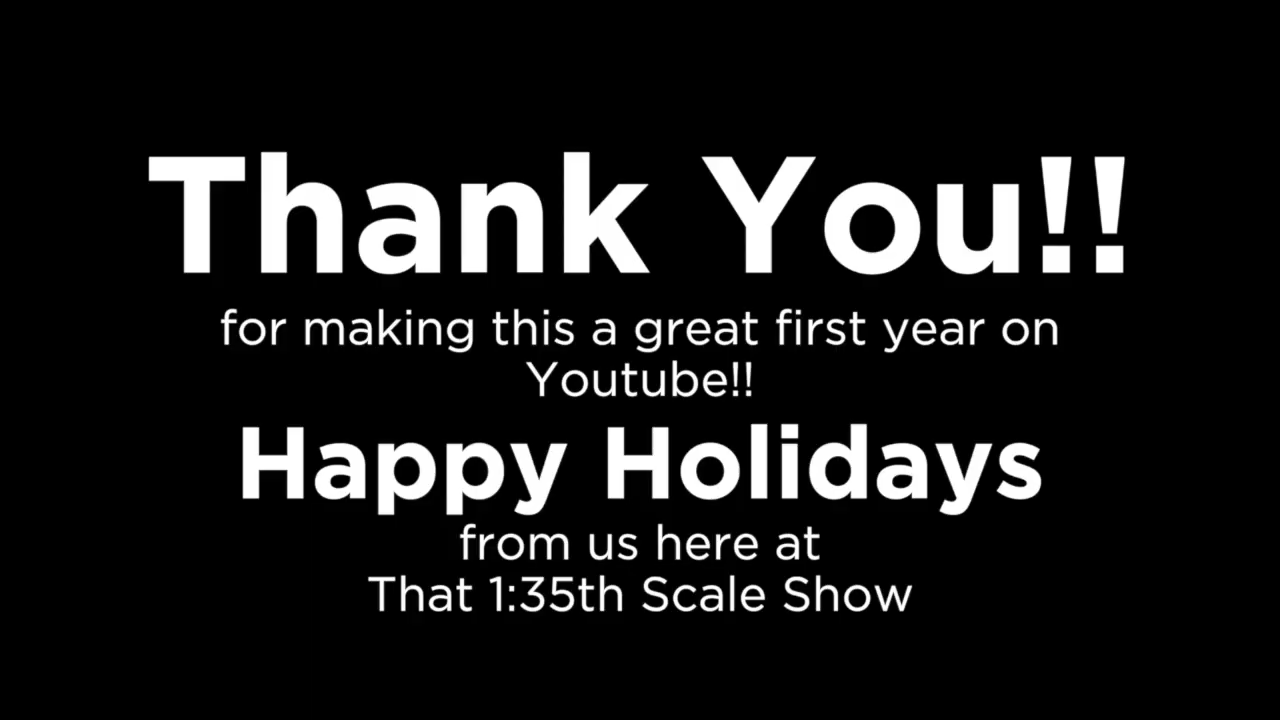 Thank You!!
for making this a great first year on
Youtube!!
Happy Holidays
from us here at
That 1:35th Scale Show